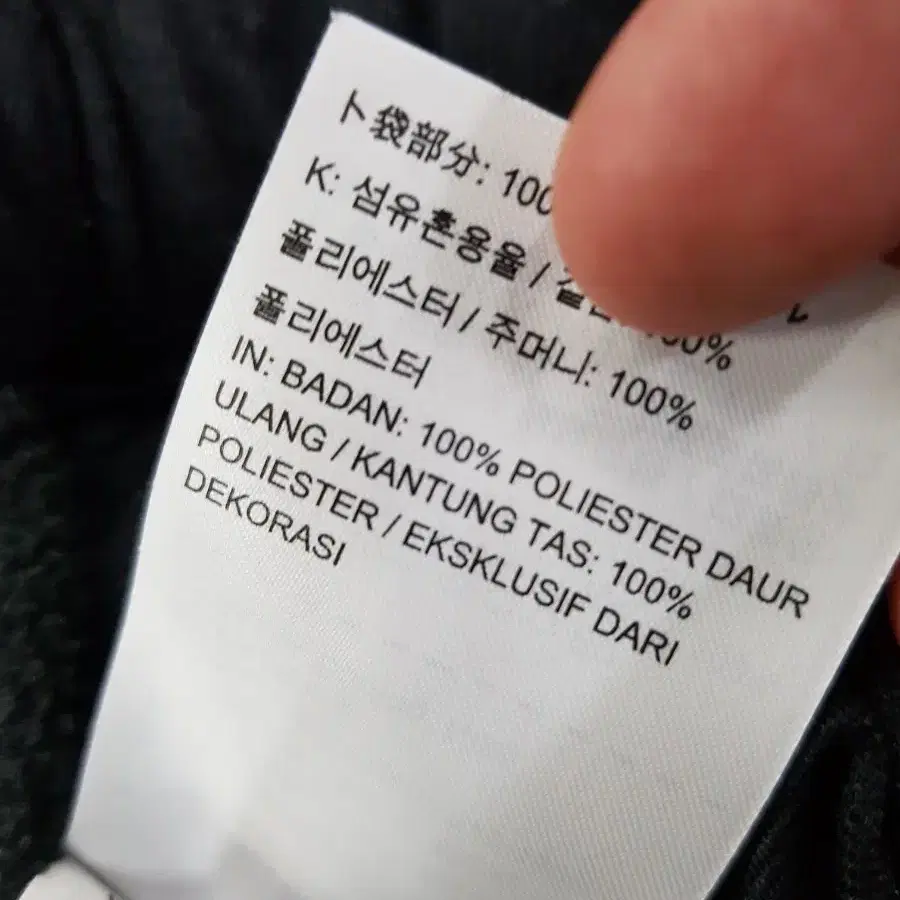 袋部分: 100
K: 섬유혼용율 / 겉
폴리에스터 / 주머니: 100%
폴리에스터
IN: BADAN: 100% POLIESTER DAUR
ULANG / KANTUNG TAS: 100%
POLIESTER / EKSKLUSIF DARI
DEKORASI